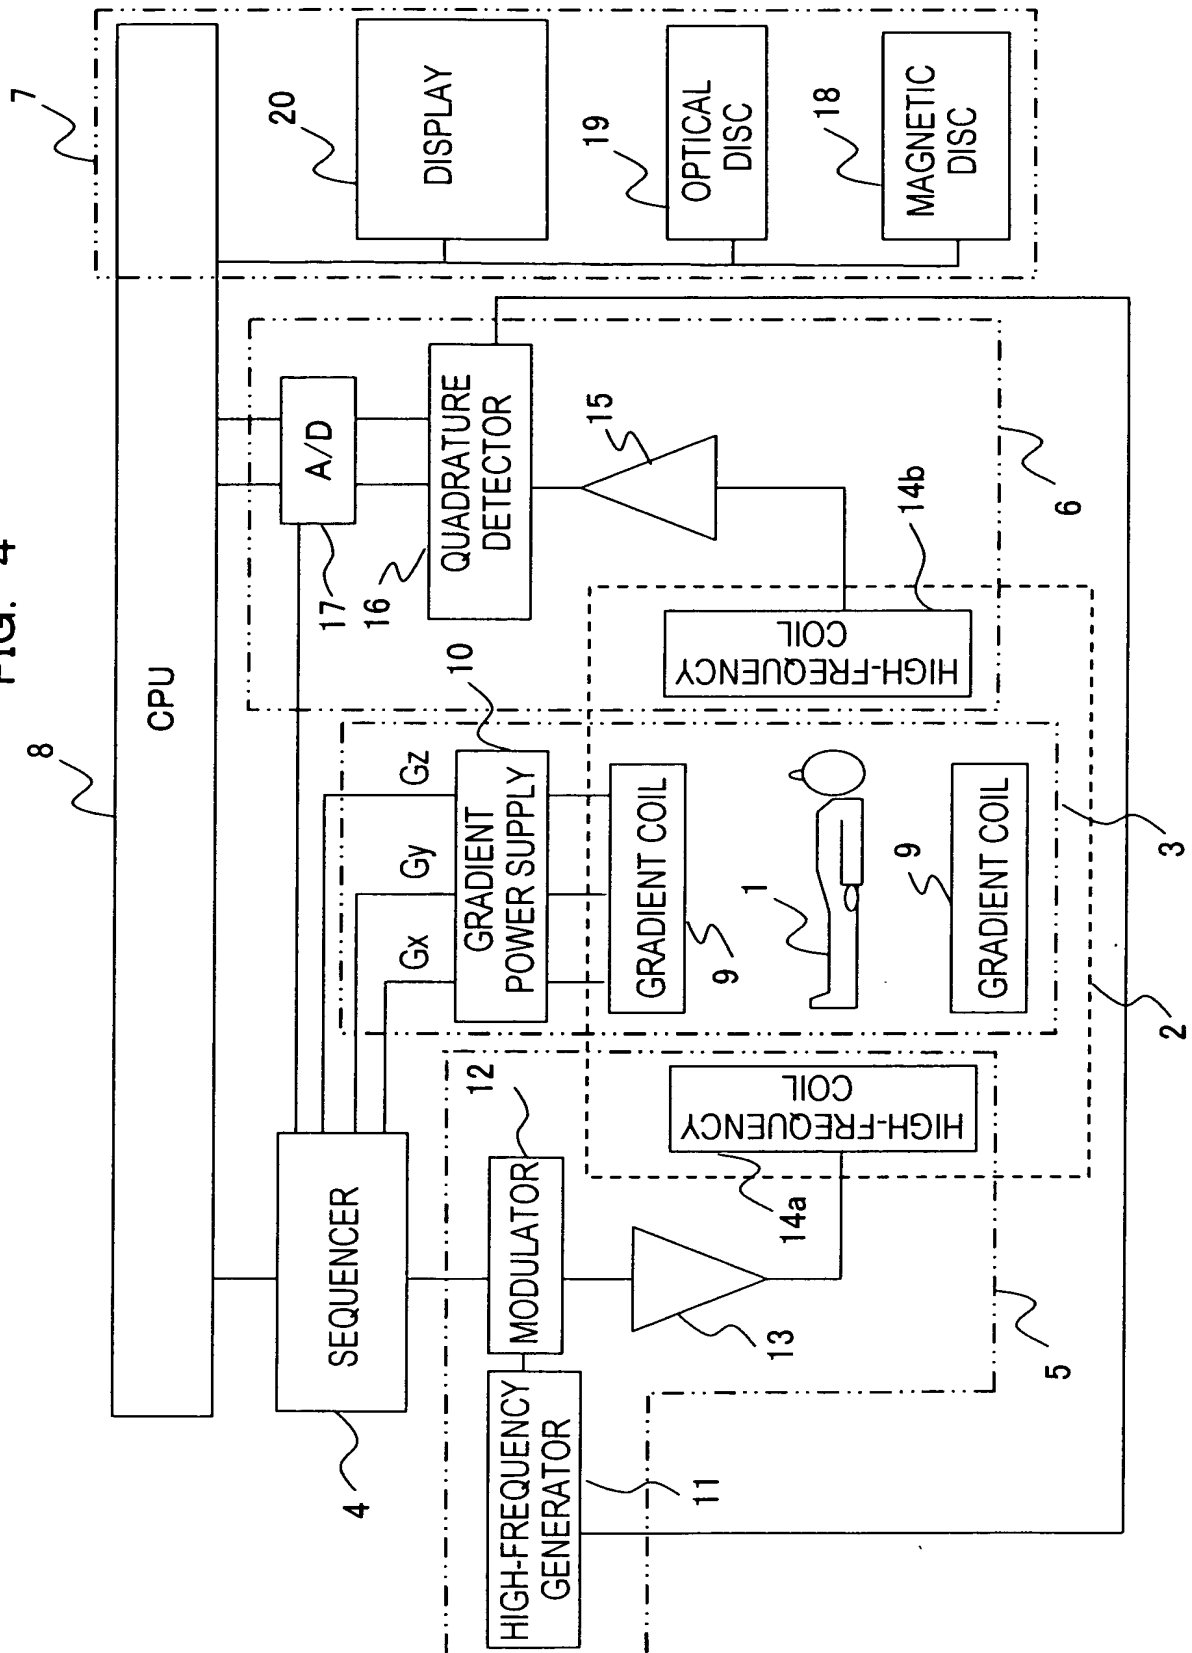 FIG. 4
8
CPU
7
4
SEQUENCER
Gx
Gy
Gz
17
A/D
20
DISPLAY
11
HIGH-FREQUENCY
GENERATOR
12
MODULATOR
10
GRADIENT
POWER SUPPLY
16
QUADRATURE
DETECTOR
19
OPTICAL
DISC
13
15
9
GRADIENT COIL
18
MAGNETIC
DISC
14a
HIGH-FREQUENCY
COIL
1
14b
HIGH-FREQUENCY
COIL
9
GRADIENT COIL
5
2
3
6